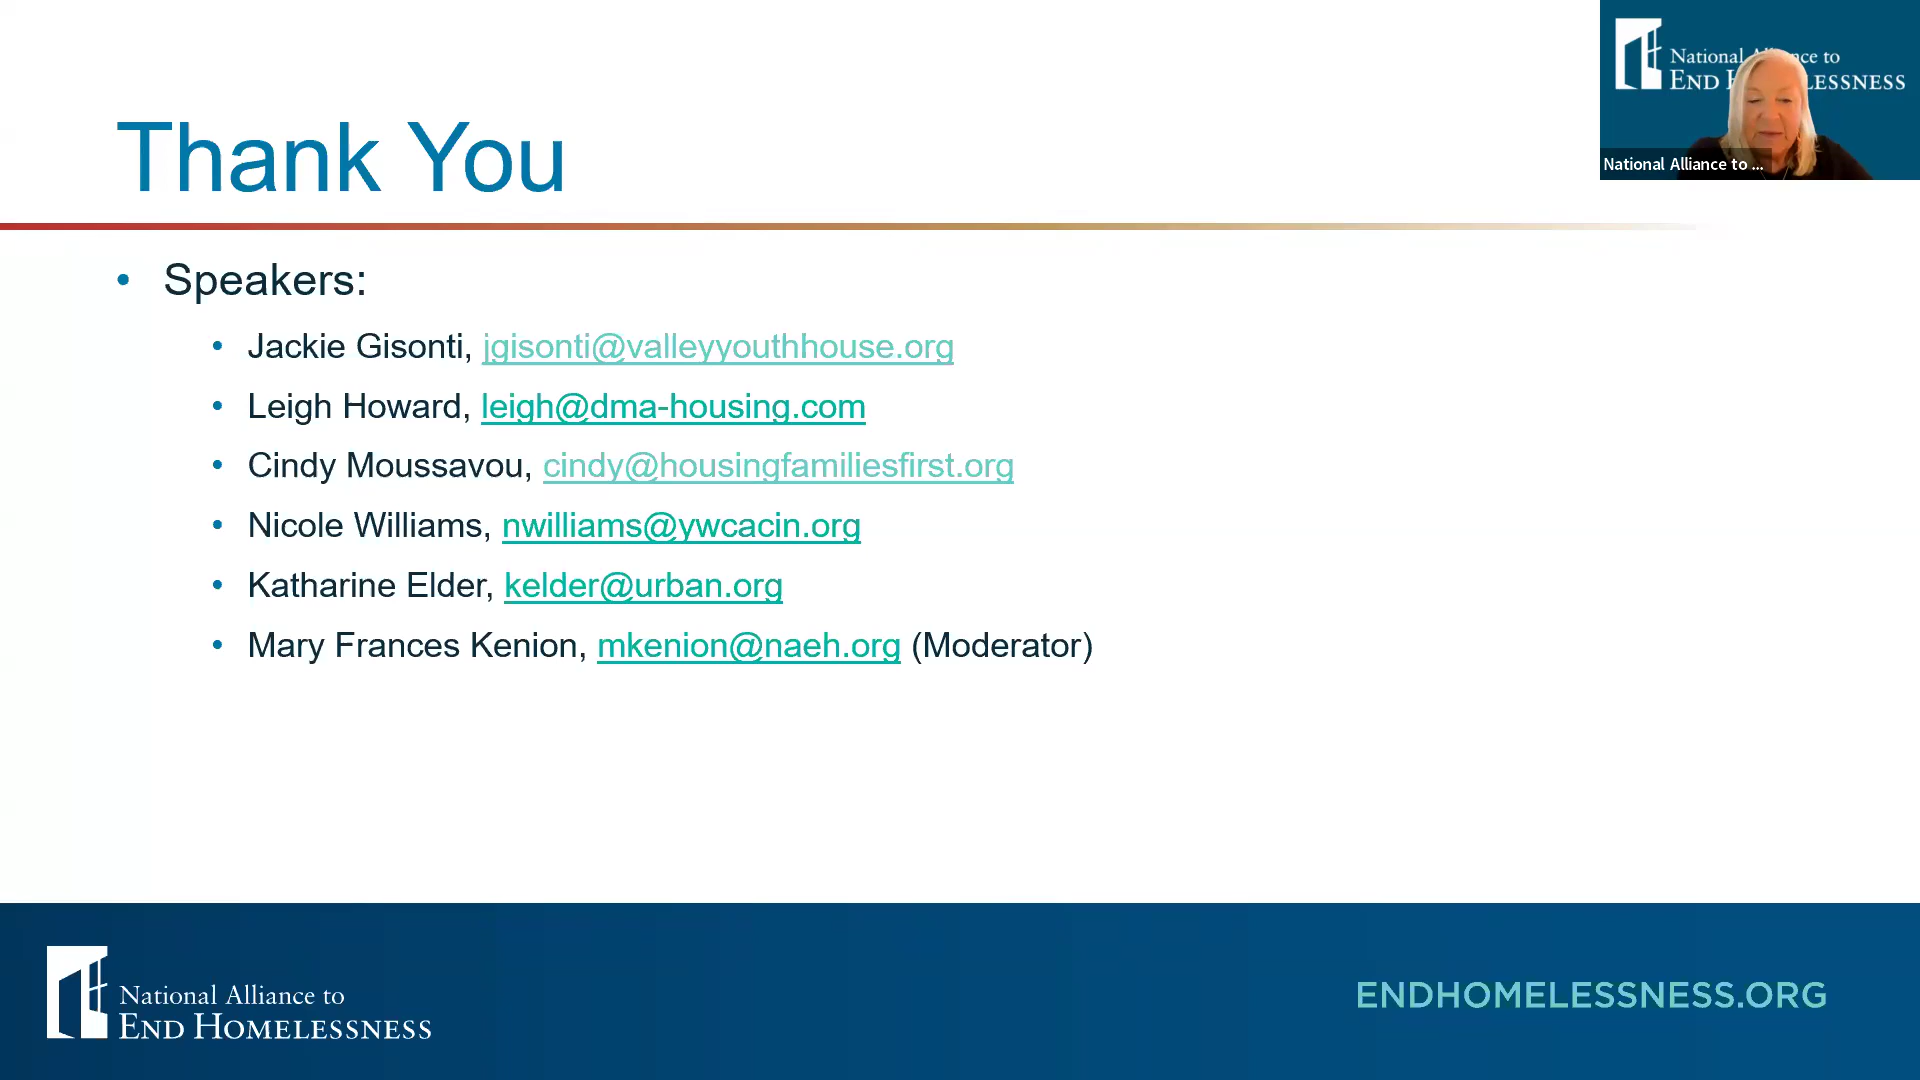 National Alliance to
END HOMELESSNESS
National Alliance to ...
Thank You
• Speakers:
• Jackie Gisonti, jgisonti@valleyyouthhouse.org
• Leigh Howard, leigh@dma-housing.com
• Cindy Moussavou, cindy@housingfamiliesfirst.org
• Nicole Williams, nwilliams@ywcacin.org
• Katharine Elder, kelder@urban.org
• Mary Frances Kenion, mkenion@naeh.org (Moderator)
National Alliance to
END HOMELESSNESS
ENDHOMELESSNESS.ORG